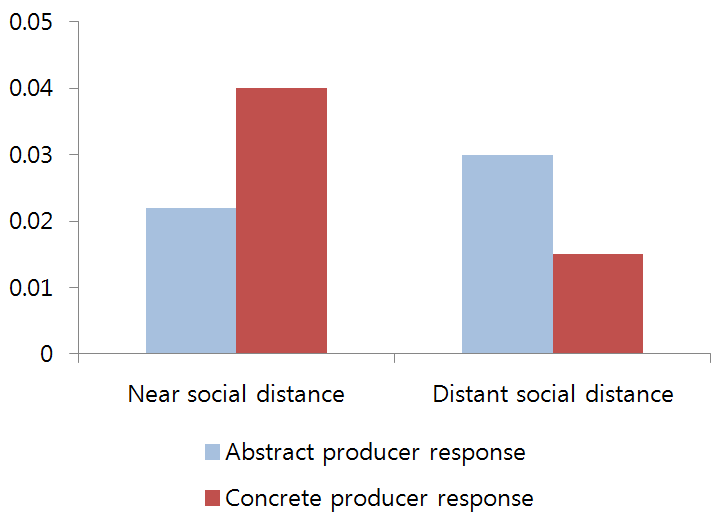 0.05
0.04
0.03
0.02
0.01
0
Near social distance
Distant social distance
Abstract producer response
Concrete producer response